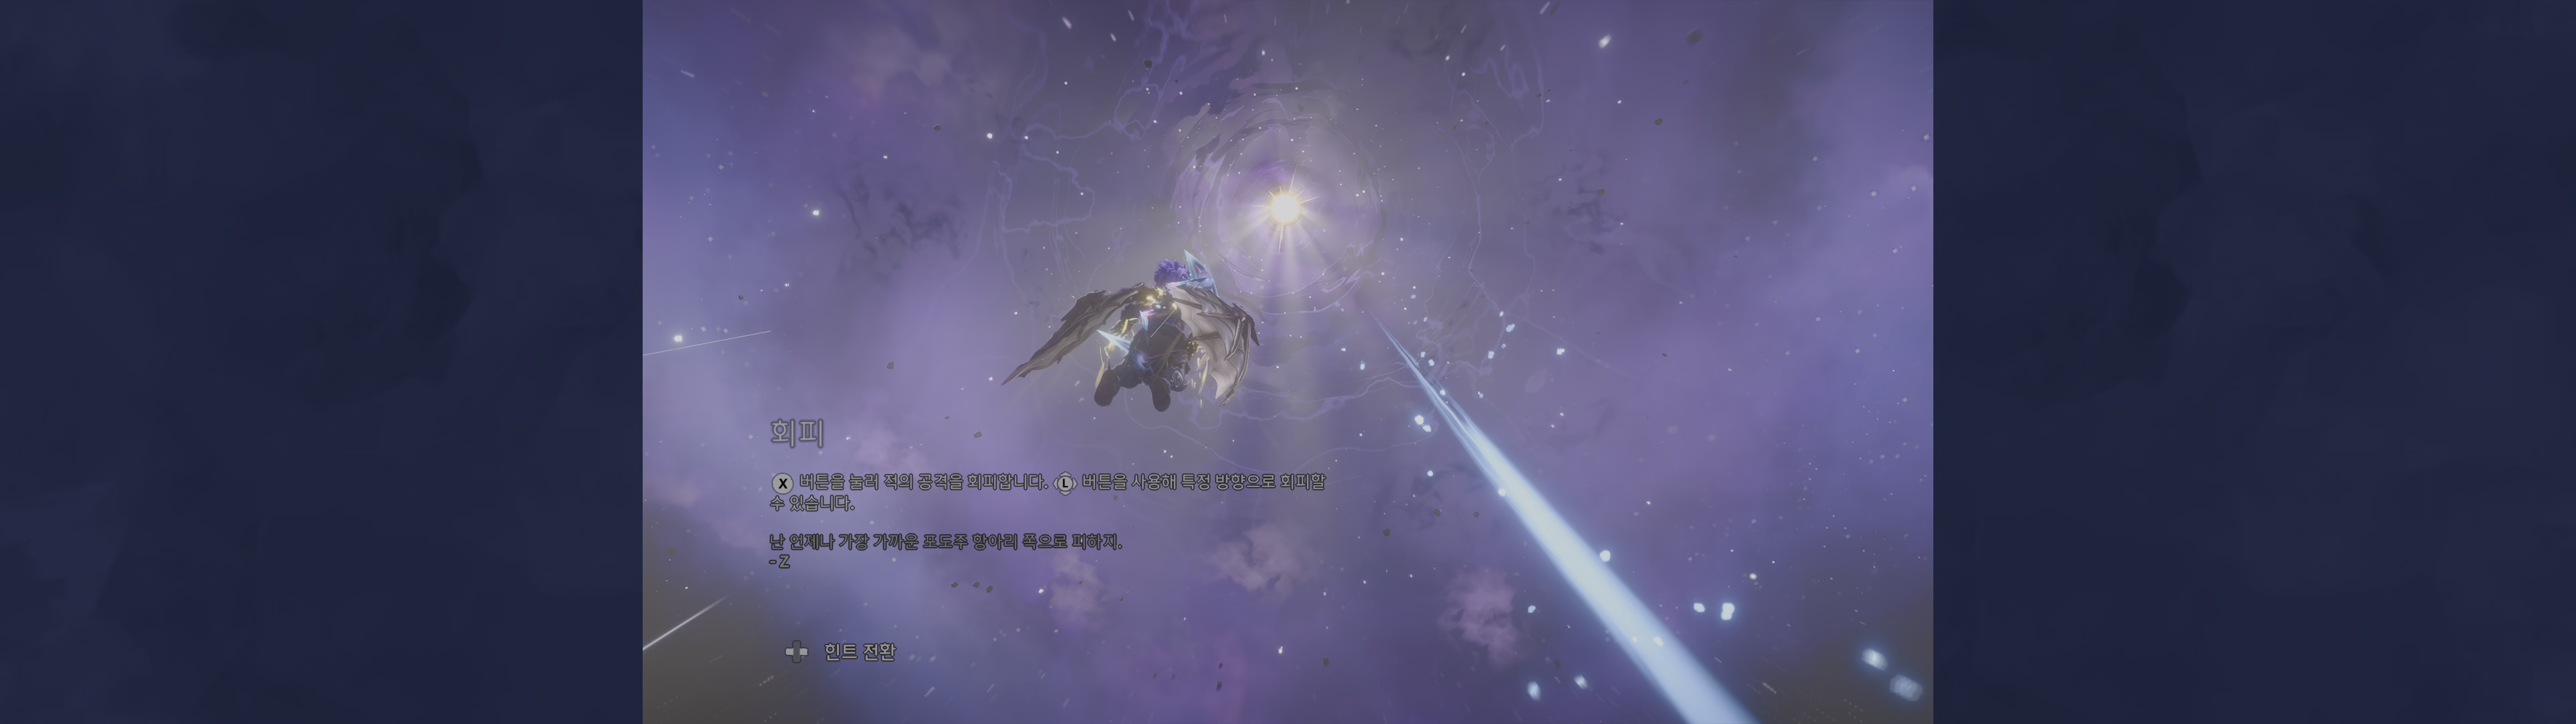 회피
X 버튼을 눌러 적의 공격을 회피합니다. L 버튼을 사용해 특정 방향으로 회피할
수 있습니다.
난 언제나 가장 가까운 포도주 항아리 쪽으로 피하지.
- Z
힌트 전환